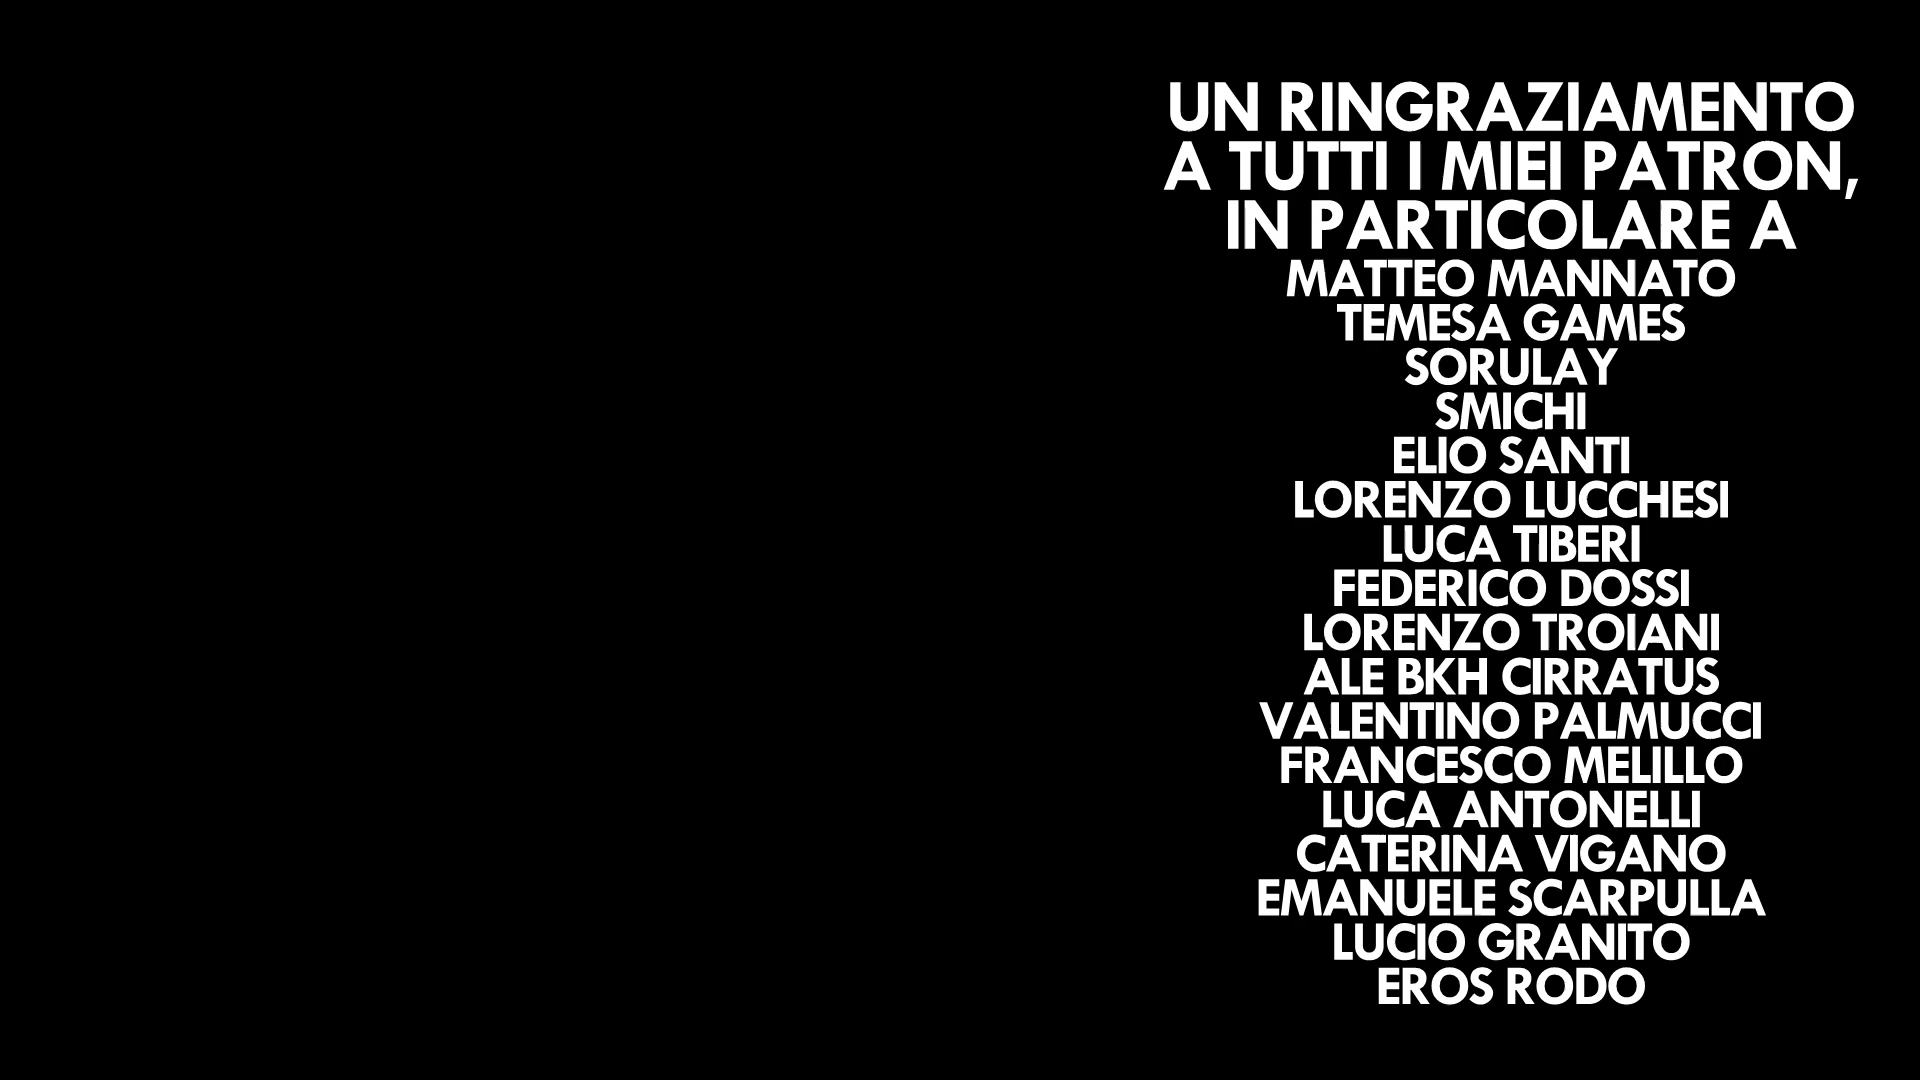 UN RINGRAZIAMENTO
A TUTTI I MIEI PATRON,
IN PARTICOLARE A
MATTEO MANNATO
TEMESA GAMES
SORULAY
SMICHI
ELIO SANTI
LORENZO LUCCHESI
LUCA TIBERI
FEDERICO DOSSI
LORENZO TROIANI
ALE BKH CIRRATUS
VALENTINO PALMUCCI
FRANCESCO MELILLO
LUCA ANTONELLI
CATERINA VIGANO
EMANUELE SCARPULLA
LUCIO GRANITO
EROS RODO